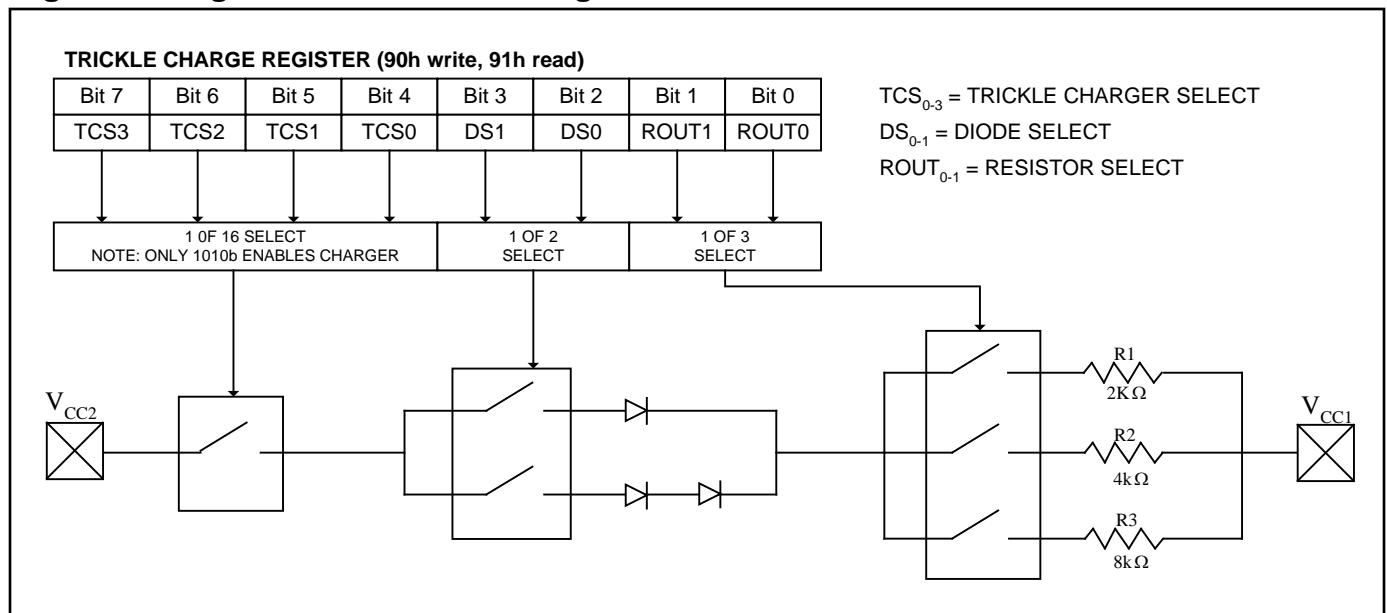 TRICKLE CHARGE REGISTER (90h write, 91h read)
Bit 7 Bit 6 Bit 5 Bit 4 Bit 3 Bit 2 Bit 1 Bit 0
TCS3 TCS2 TCS1 TCS0 DS1 DS0 ROUT1 ROUT0
TCS0-3 = TRICKLE CHARGER SELECT
DS0-1 = DIODE SELECT
ROUT0-1 = RESISTOR SELECT
1 0F 16 SELECT
NOTE: ONLY 1010b ENABLES CHARGER
1 OF 2
SELECT
1 OF 3
SELECT
VCC2
R1
2KΩ
R2
4kΩ
R3
8kΩ
VCC1